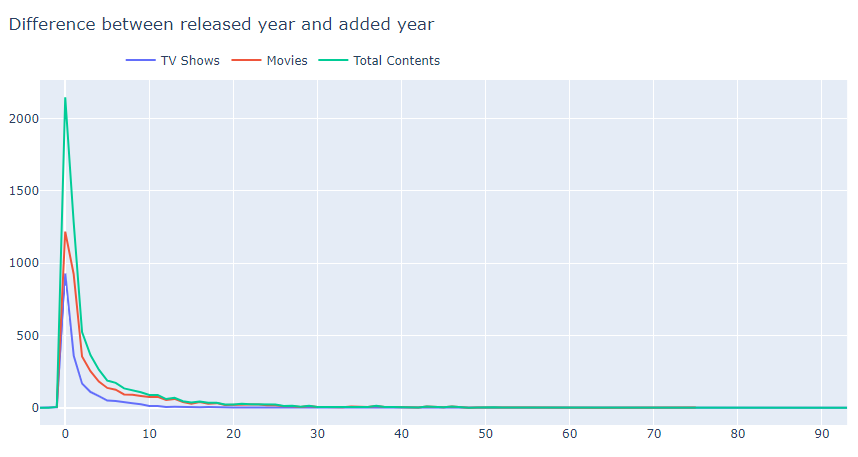 Difference between released year and added year
TV Shows Movies Total Contents
2000
1500
1000
500
0
0 10 20 30 40 50 60 70 80 90